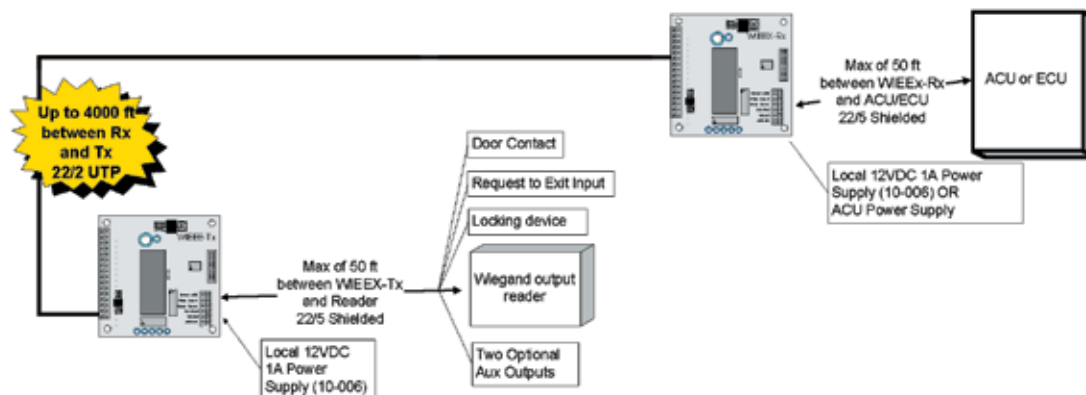 WIEEX-Rx
Max of 50 ft
between WIEEx-Rx
and ACU/ECU
22/5 Shielded
ACU or ECU
Up to 4000 ft
between Rx
and Tx
22/2 UTP
Door Contact
Request to Exit Input
Locking device
Local 12VDC 1A Power
Supply (10-006) OR
ACU Power Supply
WIEEX-Tx
Max of 50 ft
between WIEEX-Tx
and Reader
22/5 Shielded
Wiegand output
reader
Two Optional
Aux Outputs
Local 12VDC
1A Power
Supply (10-006)